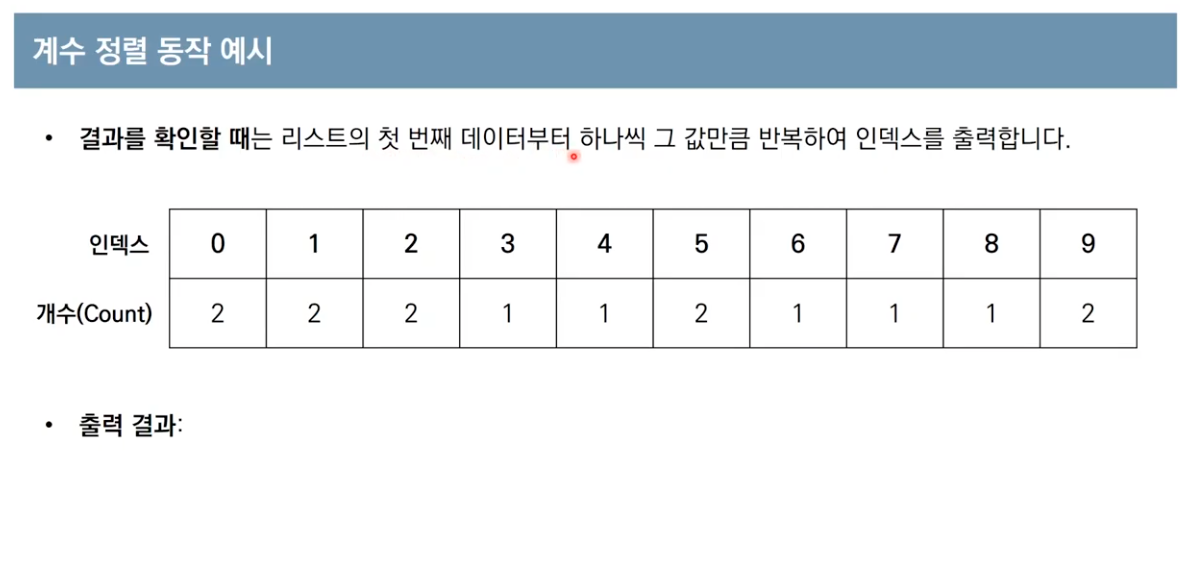 계수 정렬 동작 예시
• 결과를 확인할 때는 리스트의 첫 번째 데이터부터 하나씩 그 값만큼 반복하여 인덱스를 출력합니다.
인덱스 0 1 2 3 4 5 6 7 8 9
개수(Count) 2 2 2 1 1 2 1 1 1 2
• 출력 결과: